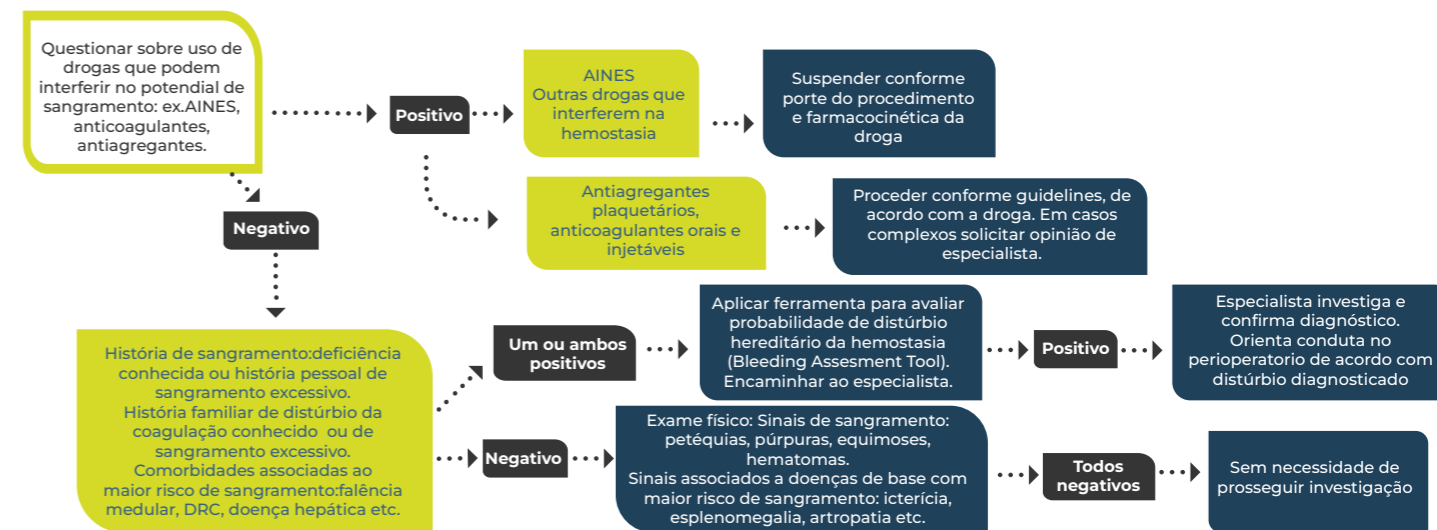 Questionar sobre uso de
drogas que podem
interferir no potendial de
sangramento: ex.AINES,
anticoagulantes,
antiagregantes.
Positivo
AINES
Outras drogas que
interferem na
hemostasia
Suspender conforme
porte do procedimento
e farmacocinética da
droga
Antiagregantes
plaquetários,
anticoagulantes orais e
injetáveis
Proceder conforme guidelines, de
acordo com a droga. Em casos
complexos solicitar opinião de
especialista.
Negativo
História de sangramento:deficiência
conhecida ou história pessoal de
sangramento excessivo.
História familiar de distúrbio da
coagulação conhecido ou de
sangramento excessivo.
Comorbidades associadas ao
maior risco de sangramento:falência
medular, DRC, doença hepática etc.
Um ou ambos
positivos
Aplicar ferramenta para avaliar
probabilidade de distúrbio
hereditário da hemostasia
(Bleeding Assesment Tool).
Encaminhar ao especialista.
Positivo
Especialista investiga e
confirma diagnóstico.
Orienta conduta no
perioperatorio de acordo com
distúrbio diagnosticado
Negativo
Exame físico: Sinais de sangramento:
petéquias, púrpuras, equimoses,
hematomas.
Sinais associados a doenças de base com
maior risco de sangramento: icterícia,
esplenomegalia, artropatia etc.
Todos
negativos
Sem necessidade de
prosseguir investigação